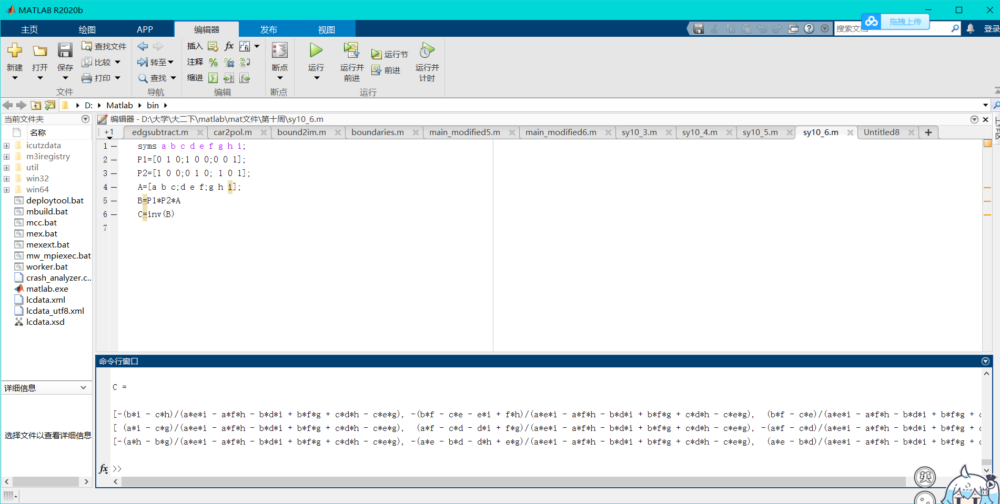 MATLAB R2020b
主页 绘图 APP 编辑器 发布 视图
搜索文档 拖拽上传 登录
新建 打开 保存
查找文件
比较
打印
文件
转至
查找
导航
插入 fx
注释
缩进
编辑
断点
断点
运行
运行并
前进
运行节
前进
运行并
计时
运行
D: Matlab bin
当前文件夹
名称
icutzdata
m3iregistry
util
win32
win64
deploytool.bat
mbuild.bat
mcc.bat
mex.bat
mexext.bat
mw_mpiexec.bat
worker.bat
crash_analyzer.c..
matlab.exe
lcdata.xml
lcdata_utf8.xml
lcdata.xsd
详细信息
选择文件以查看详细信息
编辑器 - D:\大学\大二下\matlab\mat文件\第十周\sy10_6.m
+1 edgsubtract.m car2pol.m bound2im.m boundaries.m main_modified5.m main_modified6.m sy10_3.m sy10_4.m sy10_5.m sy10_6.m Untitled8 +
1 — syms a b c d e f g h i;
2 — P1=[0 1 0;1 0 0;0 0 1];
3 — P2=[1 0 0;0 1 0; 1 0 1];
4 — A=[a b c;d e f;g h i];
5 — B=P1*P2*A
6 — C=inv(B)
7
命令行窗口
C =
[-(b*i - c*h)/(a*e*i - a*f*h - b*d*i + b*f*g + c*d*h - c*e*g), -(b*f - c*e - e*i + f*h)/(a*e*i - a*f*h - b*d*i + b*f*g + c*d*h - c*e*g),  (b*f - c*e)/(a*e*i - a*f*h - b*d*i + b*f*g + c
[ (a*i - c*g)/(a*e*i - a*f*h - b*d*i + b*f*g + c*d*h - c*e*g),  (a*f - c*d - d*i + f*g)/(a*e*i - a*f*h - b*d*i + b*f*g + c*d*h - c*e*g), -(a*f - c*d)/(a*e*i - a*f*h - b*d*i + b*f*g + c
[-(a*h - b*g)/(a*e*i - a*f*h - b*d*i + b*f*g + c*d*h - c*e*g), -(a*e - b*d - d*h + e*g)/(a*e*i - a*f*h - b*d*i + b*f*g + c*d*h - c*e*g),  (a*e - b*d)/(a*e*i - a*f*h - b*d*i + b*f*g + c
fx >>
英